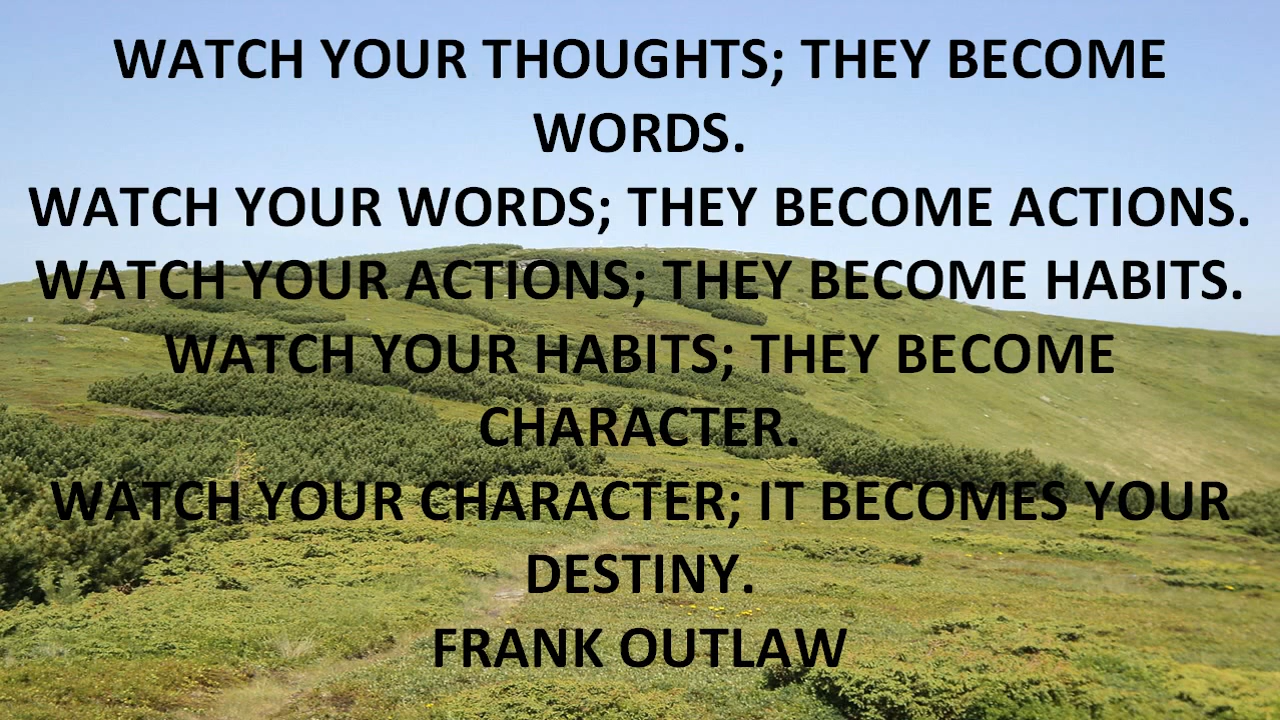 WATCH YOUR THOUGHTS; THEY BECOME
WORDS.
WATCH YOUR WORDS; THEY BECOME ACTIONS.
WATCH YOUR ACTIONS; THEY BECOME HABITS.
WATCH YOUR HABITS; THEY BECOME
CHARACTER.
WATCH YOUR CHARACTER; IT BECOMES YOUR
DESTINY.
FRANK OUTLAW